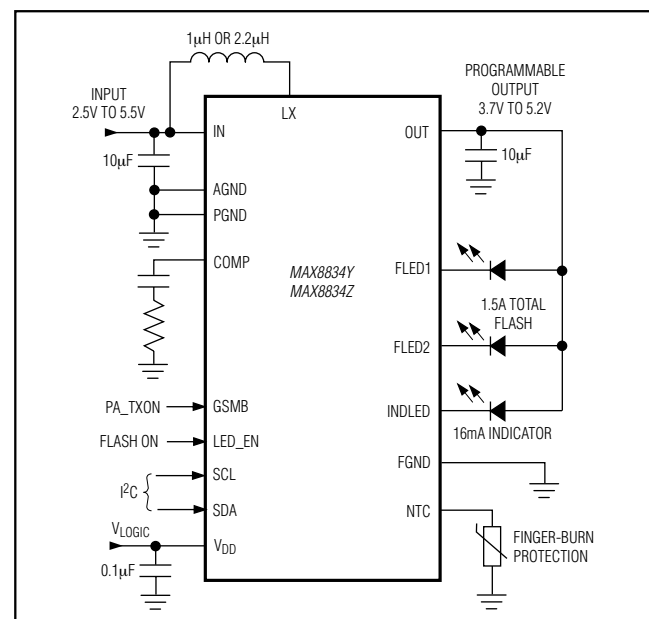 1µH OR 2.2µH
INPUT
2.5V TO 5.5V
PROGRAMMABLE
OUTPUT
3.7V TO 5.2V
LX
IN
OUT
10µF
10µF
AGND
PGND
COMP
MAX8834Y
MAX8834Z
FLED1
1.5A TOTAL
FLASH
FLED2
PA_TXON
GSMB
INDLED
16mA INDICATOR
FLASH ON
LED_EN
SCL
FGND
I²C
SDA
NTC
VLOGIC
VDD
FINGER-BURN
PROTECTION
0.1µF